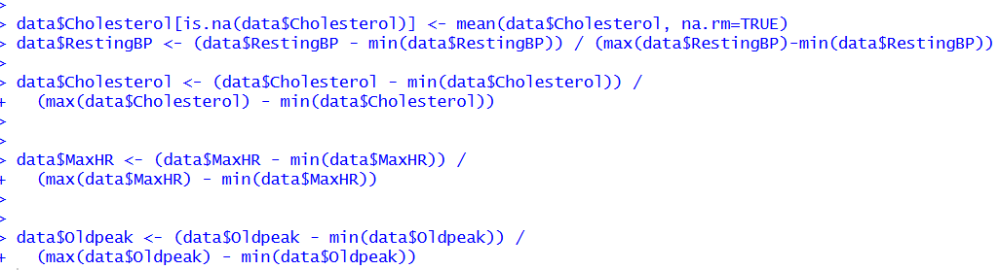 >
> data$Cholesterol[is.na(data$Cholesterol)] <- mean(data$Cholesterol, na.rm=TRUE)
> data$RestingBP <- (data$RestingBP - min(data$RestingBP)) / (max(data$RestingBP)-min(data$RestingBP))
>
> data$Cholesterol <- (data$Cholesterol - min(data$Cholesterol)) /
+   (max(data$Cholesterol) - min(data$Cholesterol))
>
>
> data$MaxHR <- (data$MaxHR - min(data$MaxHR)) /
+   (max(data$MaxHR) - min(data$MaxHR))
>
>
> data$Oldpeak <- (data$Oldpeak - min(data$Oldpeak)) /
+   (max(data$Oldpeak) - min(data$Oldpeak))